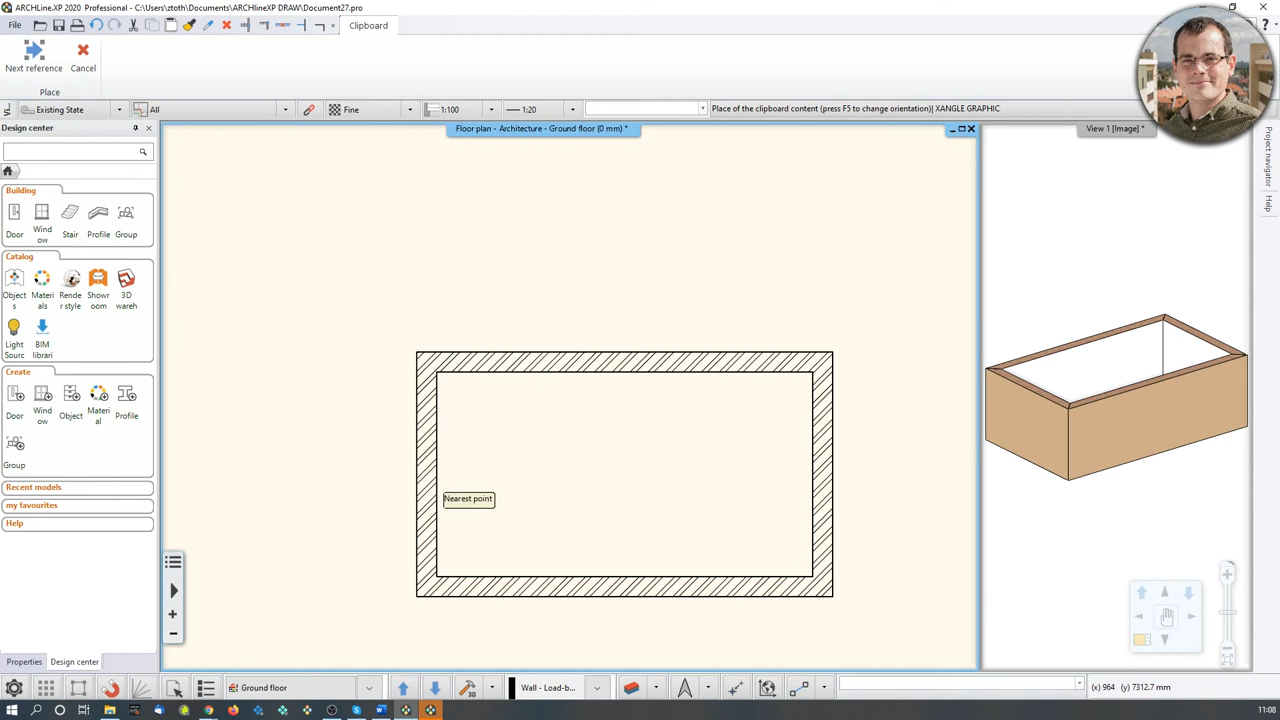 ARCHLine.XP 2020 Professional - C:\Users\ztoth\Documents\ARCHlineXP DRAW\Document27.pro
File
Clipboard
Next reference
Cancel
Place
Existing State
All
Fine
1:100
1:20
Place of the clipboard content (press F5 to change orientation)| XANGLE GRAPHIC
Design center
Floor plan - Architecture - Ground floor (0 mm) *
View 1 [Image] *
Project navigator
Help
Building
Door
Wind
ow
Stair
Profile
Group
Catalog
Object
s
Materi
als
Rende
r style
Showr
oom
3D
wareh
Light
Sourc
BIM
librari
Create
Door
Wind
ow
Object
Materi
al
Profile
Group
Recent models
my favourites
Help
Nearest point
Properties
Design center
Ground floor
3D
Wall - Load-b...
(x) 964 (y) 7312.7 mm
11:08